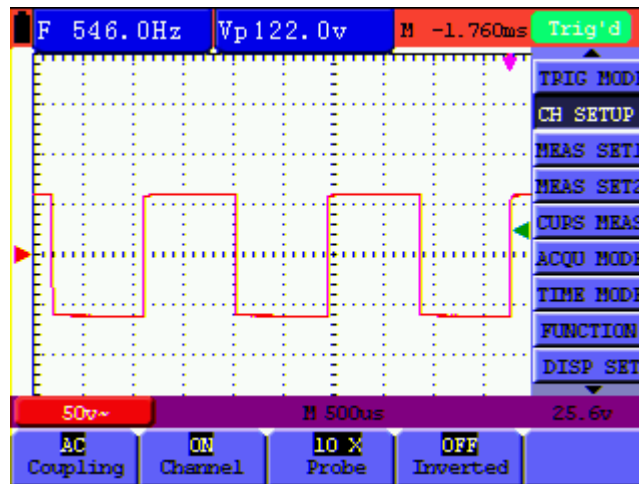 F 546.0Hz Vp122.0v M -1.760ms Trig'd
TRIG MODE
CH SETUP
MEAS SET1
MEAS SET2
CURS MEAS
ACQU MODE
TIME MODE
FUNCTION
DISP SET
50v~ M 500us 25.6v
AC ON 10 X OFF
Coupling Channel Probe Inverted